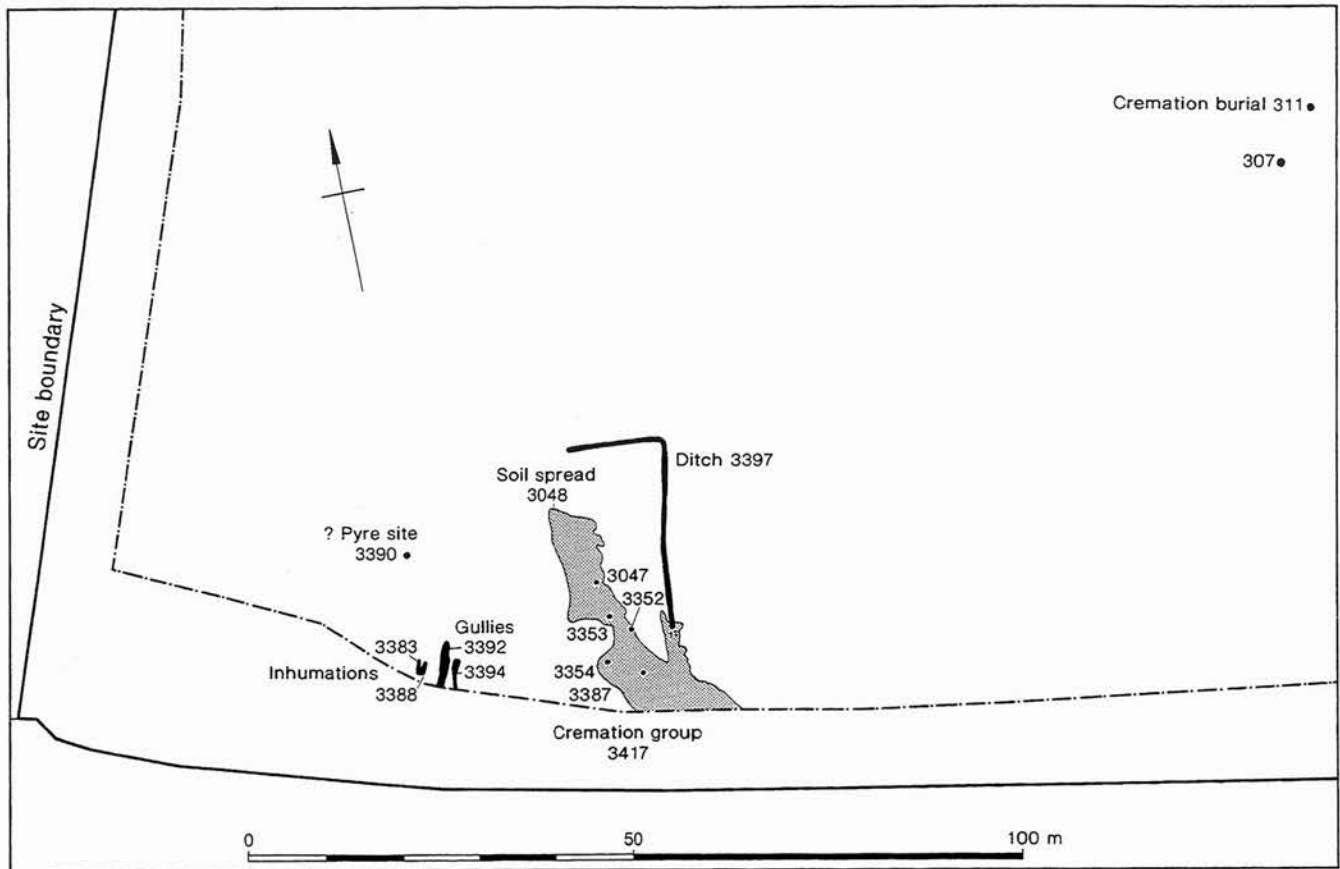 Cremation burial 311
307
Site boundary
Ditch 3397
Soil spread
3048
? Pyre site
3390
3047
3352
3353
Gullies
3383
3392
Inhumations
3394
3388
3354
3387
Cremation group
3417
0 50 100 m